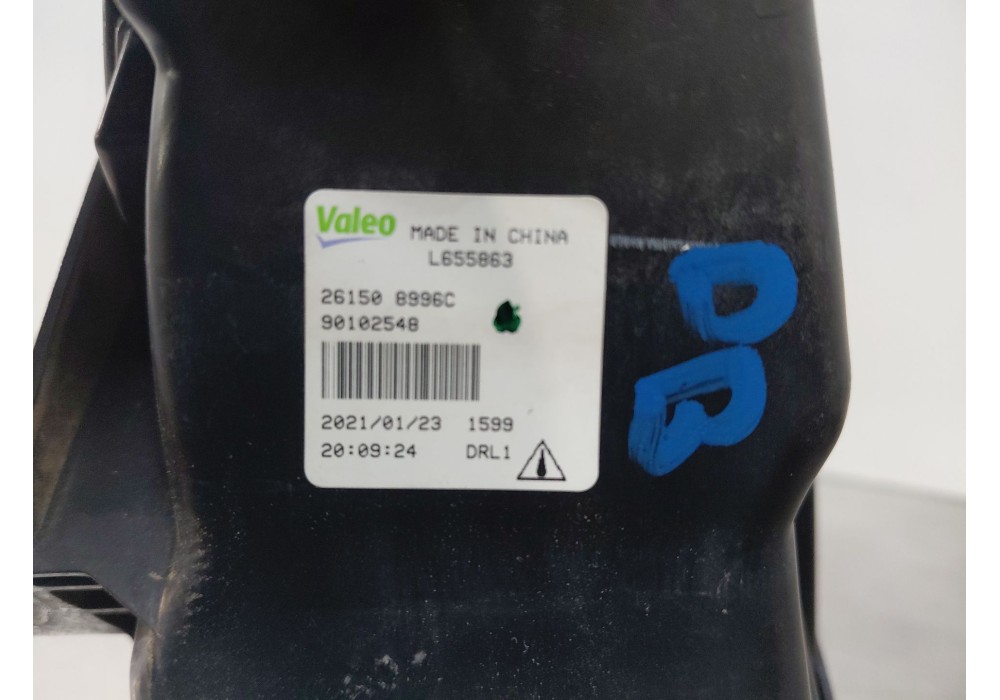 Valeo MADE IN CHINA
L655863
26150 8996C
90102548
2021/01/23 1599
20:09:24 DRL1
DB